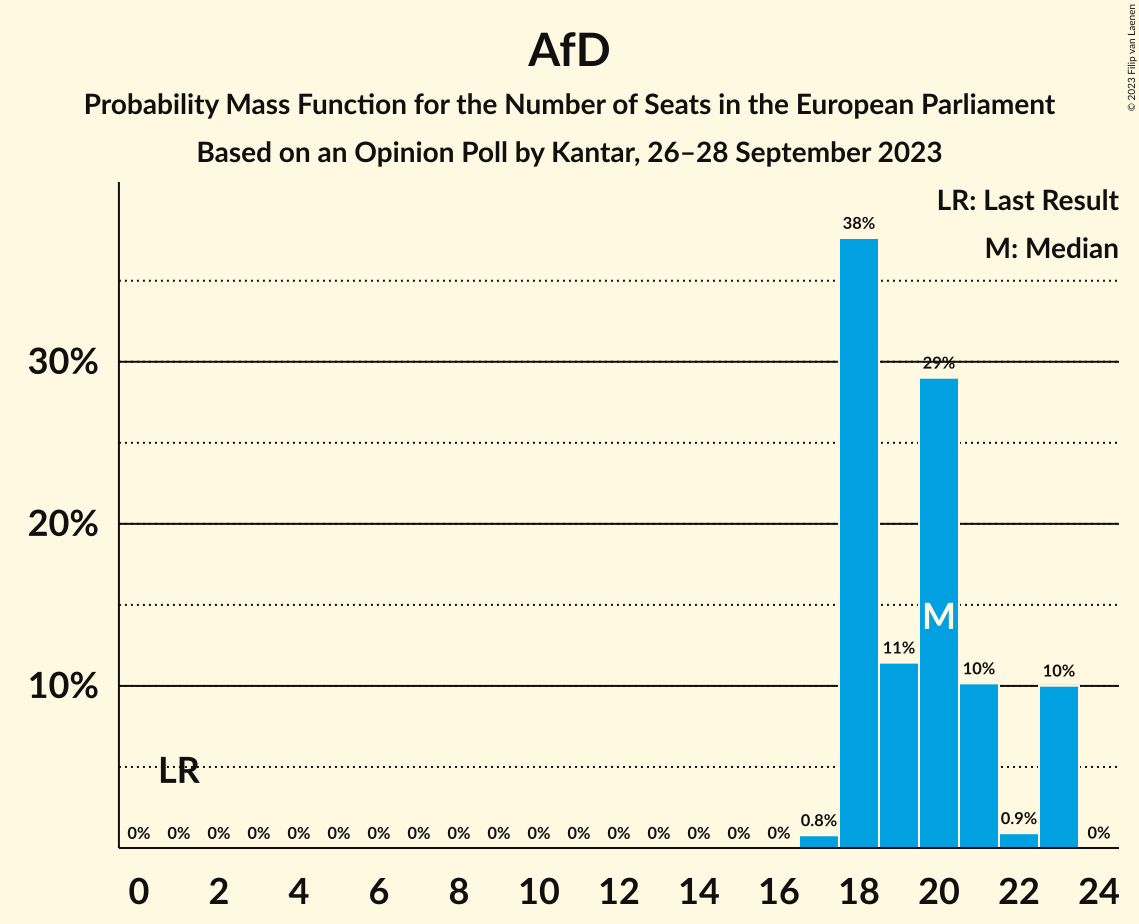 AfD
Probability Mass Function for the Number of Seats in the European Parliament
Based on an Opinion Poll by Kantar, 26–28 September 2023
© 2023 Filip van Laenen
LR: Last Result
M: Median
38%
30%
29%
20%
M
11%
10%
10%
10%
LR
0% 0% 0% 0% 0% 0% 0% 0% 0% 0% 0% 0% 0% 0% 0% 0% 0% 0.8% 0.9% 0%
0 2 4 6 8 10 12 14 16 18 20 22 24